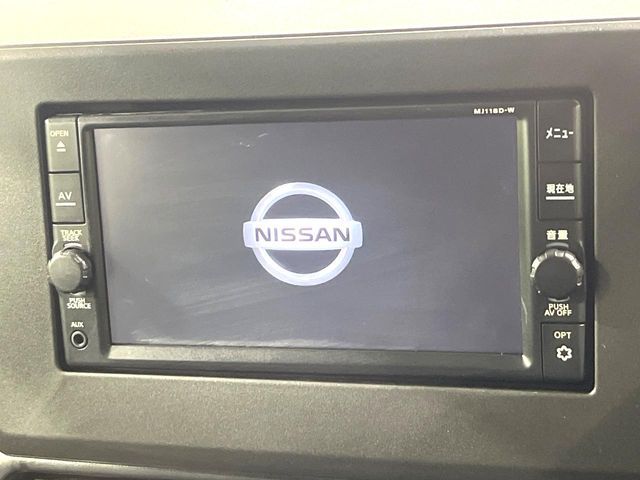 MJ118D-W
OPEN
AV
TRACK
SEEK
PUSH
SOURCE
AUX
NISSAN
メニュー
現在地
音量
PUSH
AV OFF
OPT